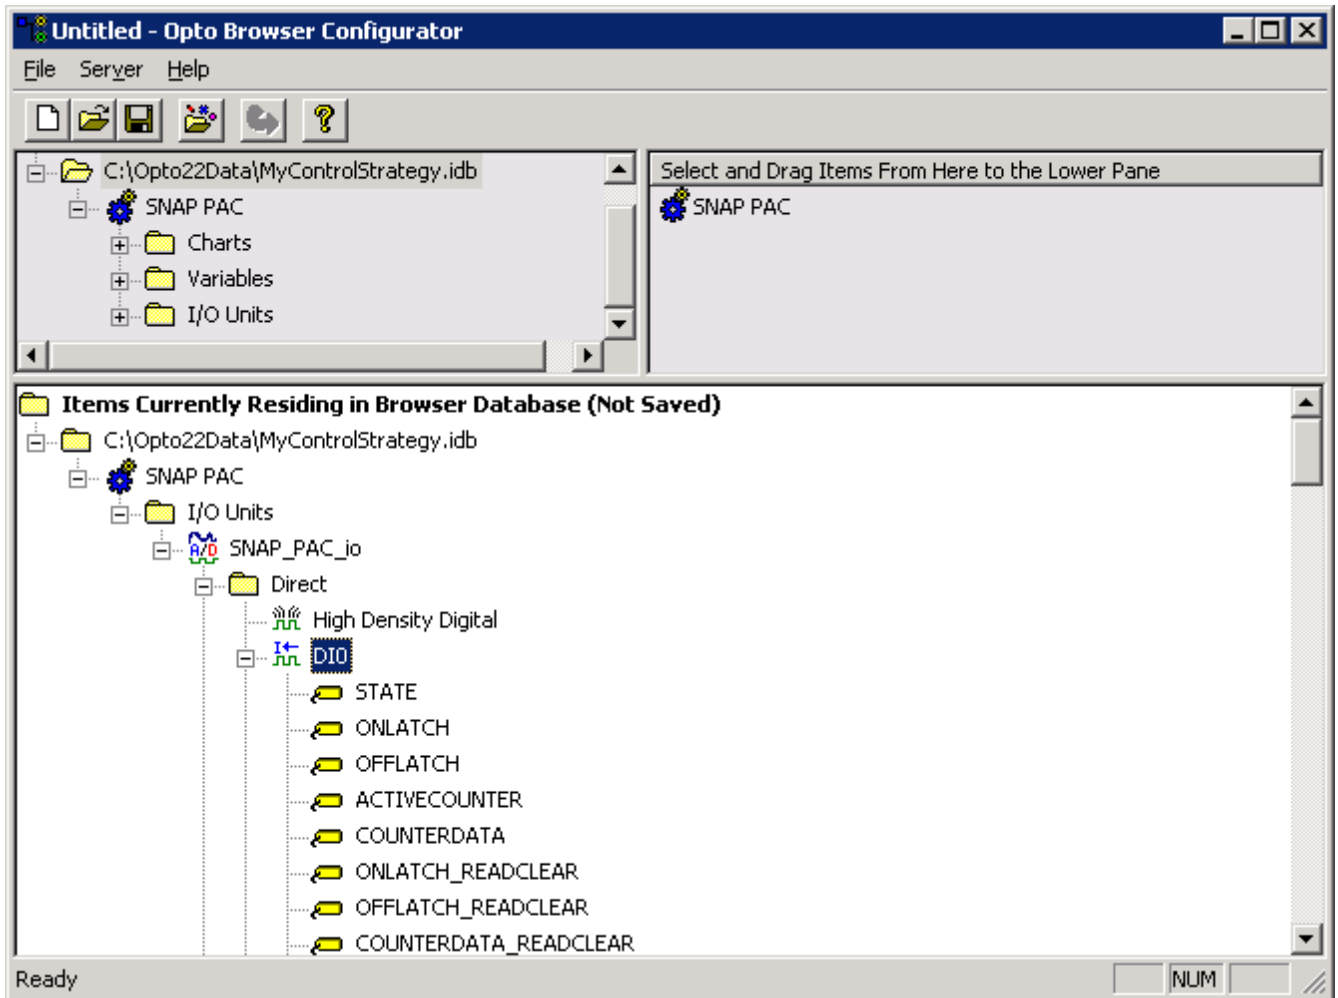 Untitled - Opto Browser Configurator
File Server Help
C:\Opto22Data\MyControlStrategy.idb
SNAP PAC
Charts
Variables
I/O Units
Select and Drag Items From Here to the Lower Pane
SNAP PAC
Items Currently Residing in Browser Database (Not Saved)
C:\Opto22Data\MyControlStrategy.idb
SNAP PAC
I/O Units
A/D SNAP_PAC_io
Direct
High Density Digital
I DI0
STATE
ONLATCH
OFFLATCH
ACTIVECOUNTER
COUNTERDATA
ONLATCH_READCLEAR
OFFLATCH_READCLEAR
COUNTERDATA_READCLEAR
Ready NUM